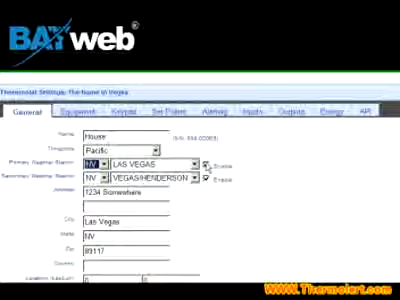 BAYweb®
Thermostat Settings: The House in Vegas
General Equipment Keypad Set Points Alerting Inputs Outputs Energy API
Name House
Timezone Pacific
Primary Weather Station NV LAS VEGAS Enable
Secondary Weather Station NV VEGAS/HENDERSON Enable
Address 1234 Somewhere
City Las Vegas
State NV
Zip 89117
Country
www.Thermolert.com